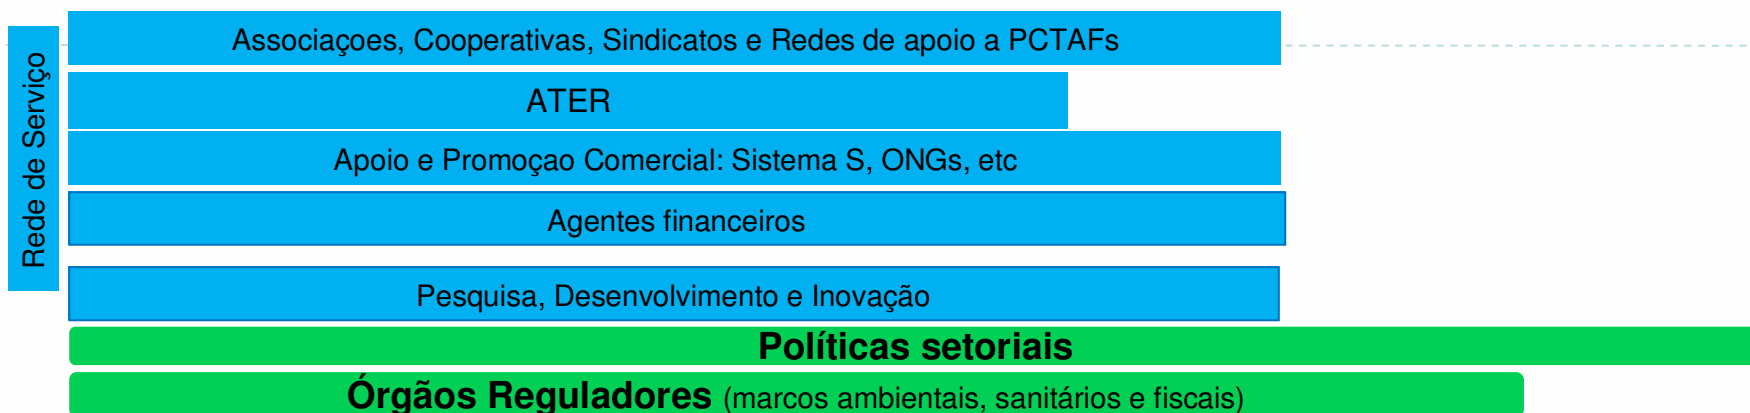 Rede de Serviço
Associaçoes, Cooperativas, Sindicatos e Redes de apoio a PCTAFs
ATER
Apoio e Promoçao Comercial: Sistema S, ONGs, etc
Agentes financeiros
Pesquisa, Desenvolvimento e Inovação
Políticas setoriais
Órgãos Reguladores (marcos ambientais, sanitários e fiscais)